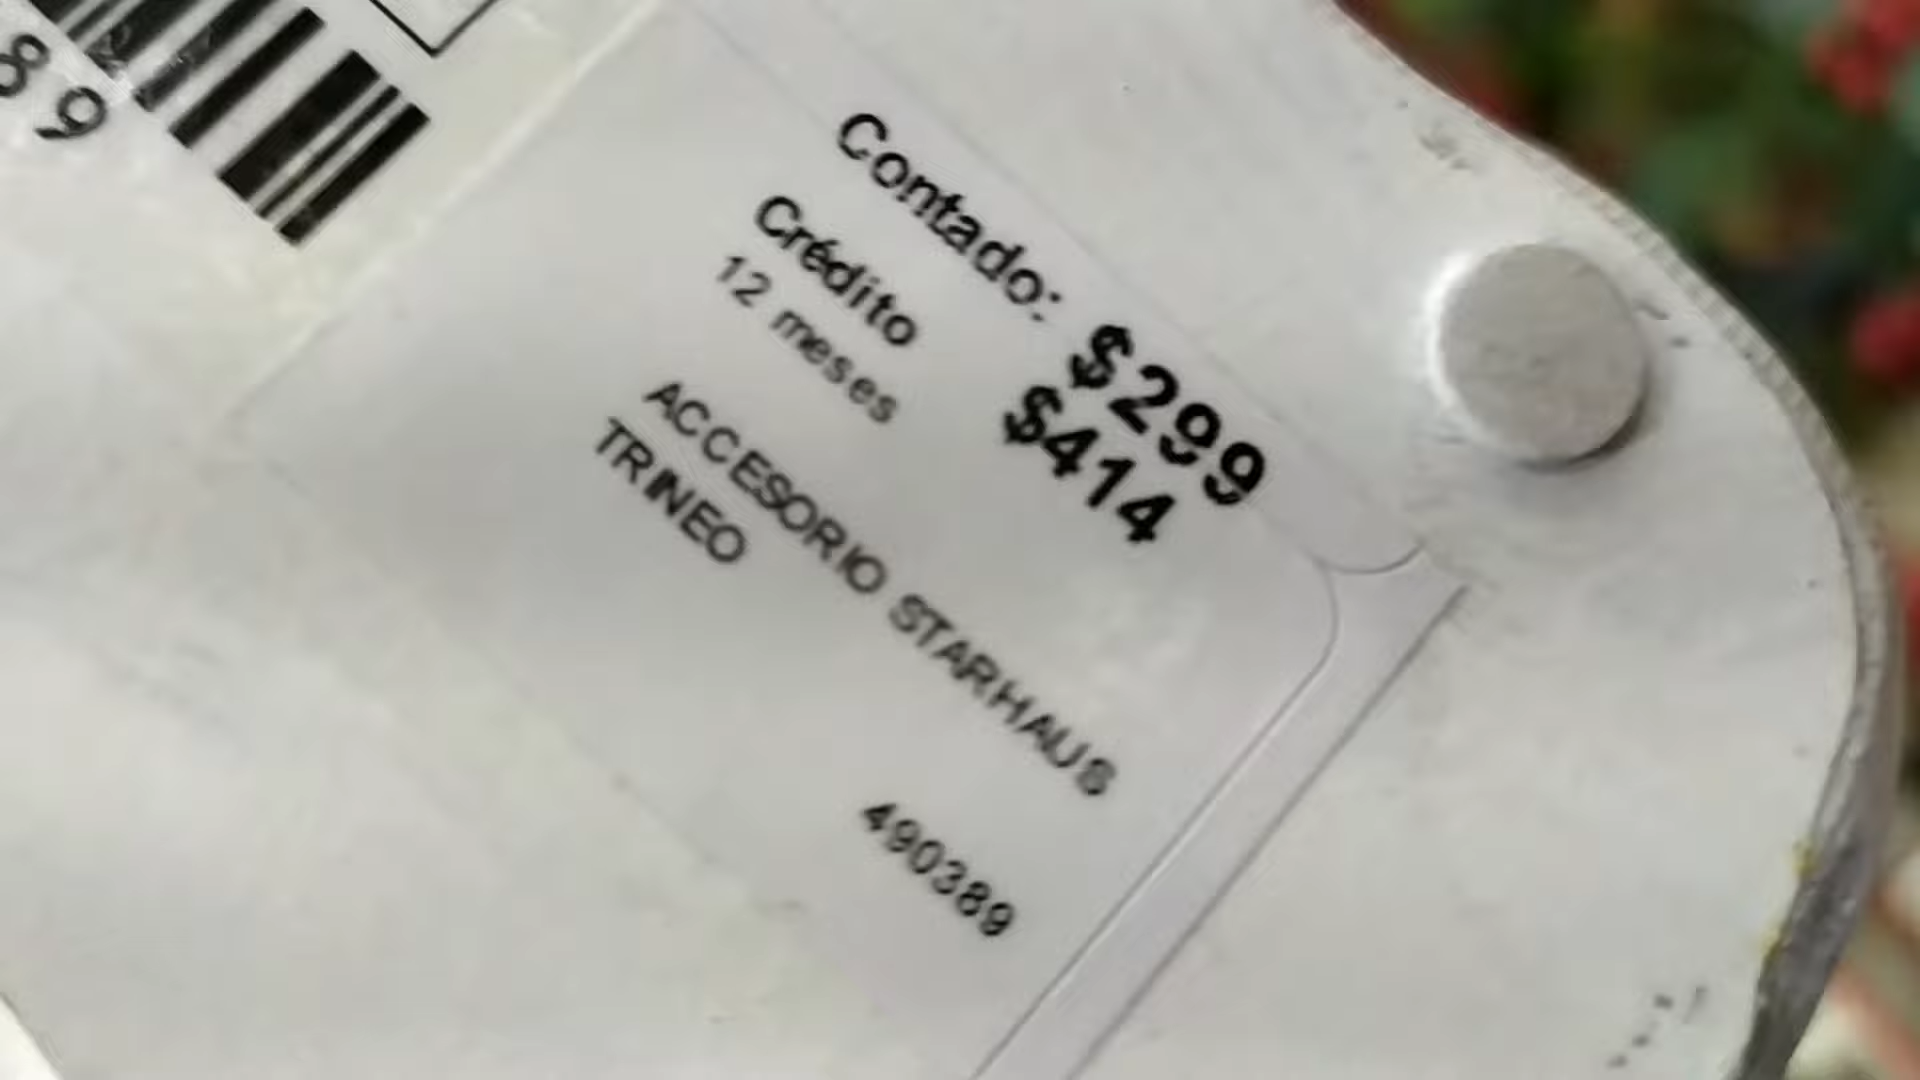 89
Contado: $299
Crédito $414
12 meses
ACCESORIO STARHAUS
TRINEO
490389